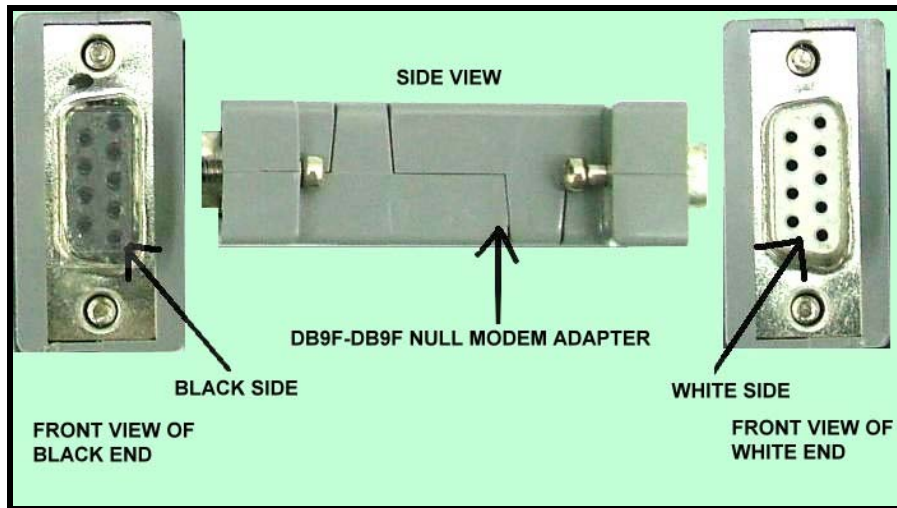 SIDE VIEW
DB9F-DB9F NULL MODEM ADAPTER
BLACK SIDE
WHITE SIDE
FRONT VIEW OF
BLACK END
FRONT VIEW OF
WHITE END